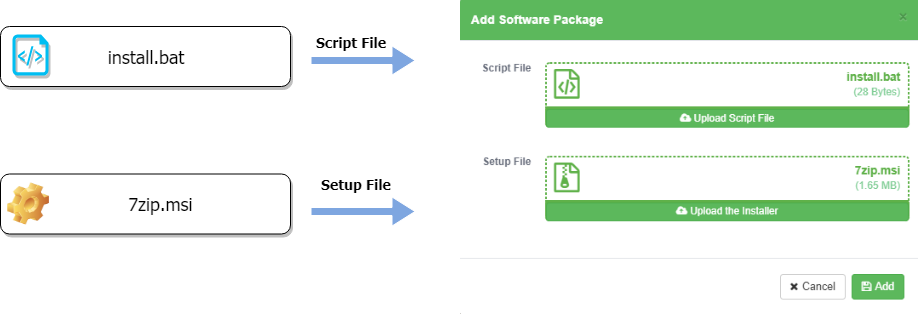 install.bat
Script File
7zip.msi
Setup File
Add Software Package
×
Script File
install.bat
(28 Bytes)
Upload Script File
Setup File
7zip.msi
(1.65 MB)
Upload the Installer
Cancel
Add